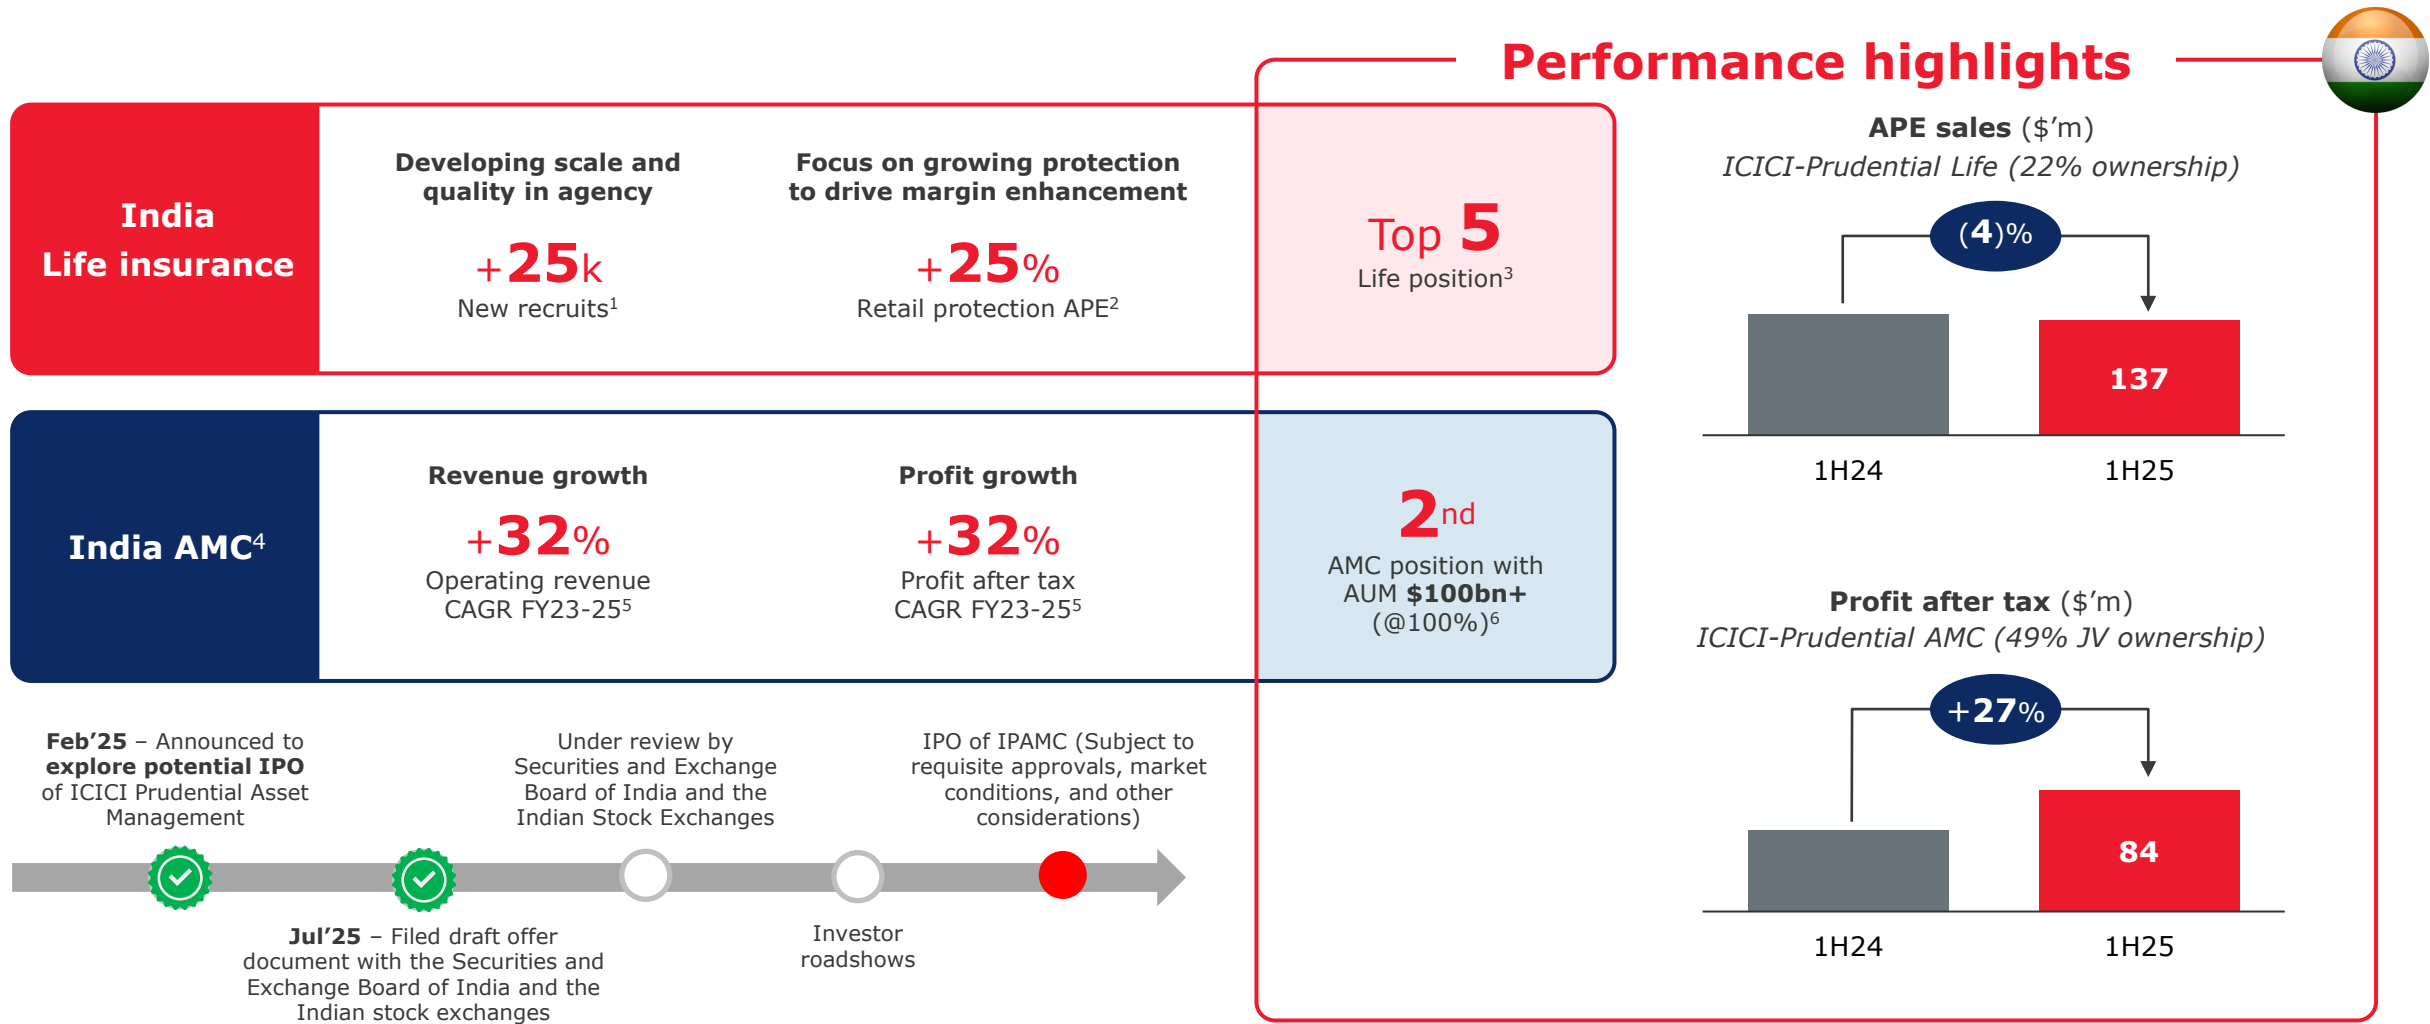 Performance highlights
India
Life insurance
Developing scale and
quality in agency
+25k
New recruits1
Focus on growing protection
to drive margin enhancement
+25%
Retail protection APE2
Top 5
Life position3
India AMC4
Revenue growth
+32%
Operating revenue
CAGR FY23-255
Profit growth
+32%
Profit after tax
CAGR FY23-255
2nd
AMC position with
AUM $100bn+
(@100%)6
APE sales ($'m)
ICICI-Prudential Life (22% ownership)
(4)%
137
1H24
1H25
Profit after tax ($'m)
ICICI-Prudential AMC (49% JV ownership)
+27%
84
1H24
1H25
Feb'25 – Announced to
explore potential IPO
of ICICI Prudential Asset
Management
Jul'25 – Filed draft offer
document with the Securities and
Exchange Board of India and the
Indian stock exchanges
Under review by
Securities and Exchange
Board of India and the
Indian Stock Exchanges
Investor
roadshows
IPO of IPAMC (Subject to
requisite approvals, market
conditions, and other
considerations)